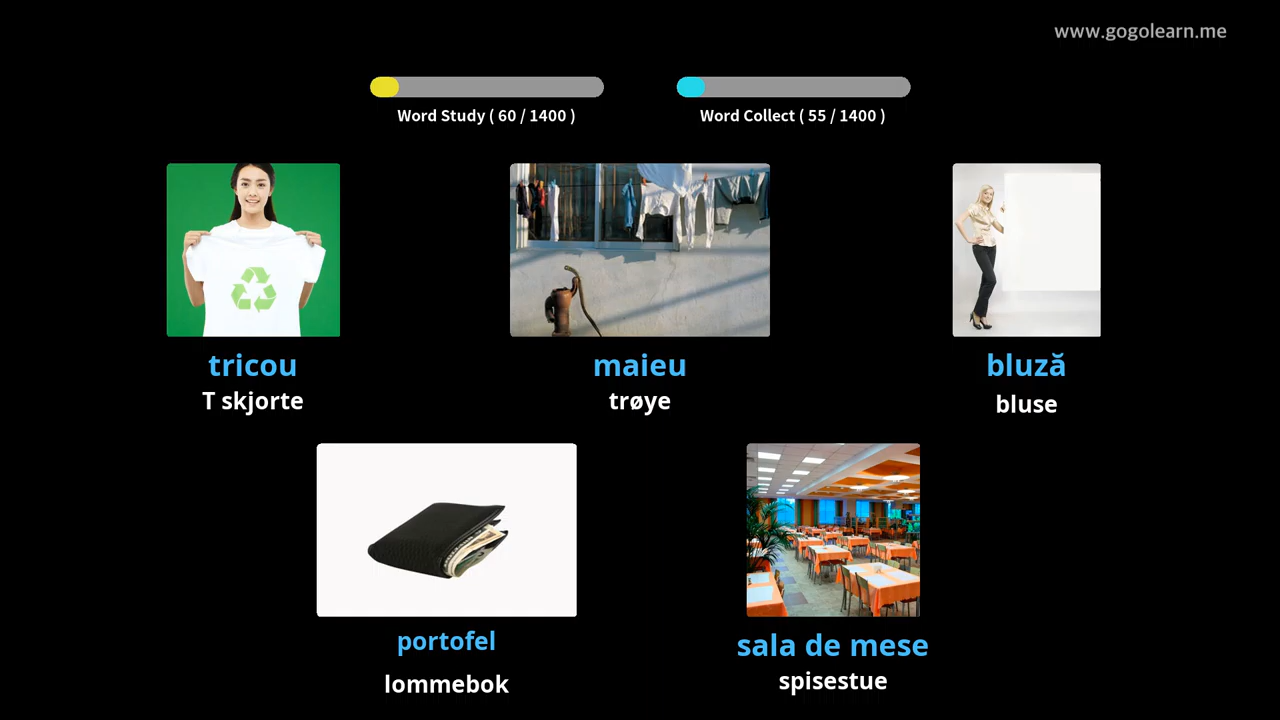 www.gogolearn.me
Word Study ( 60 / 1400 )
Word Collect ( 55 / 1400 )
tricou
T skjorte
maieu
trøye
bluză
bluse
portofel
lommebok
sala de mese
spisestue